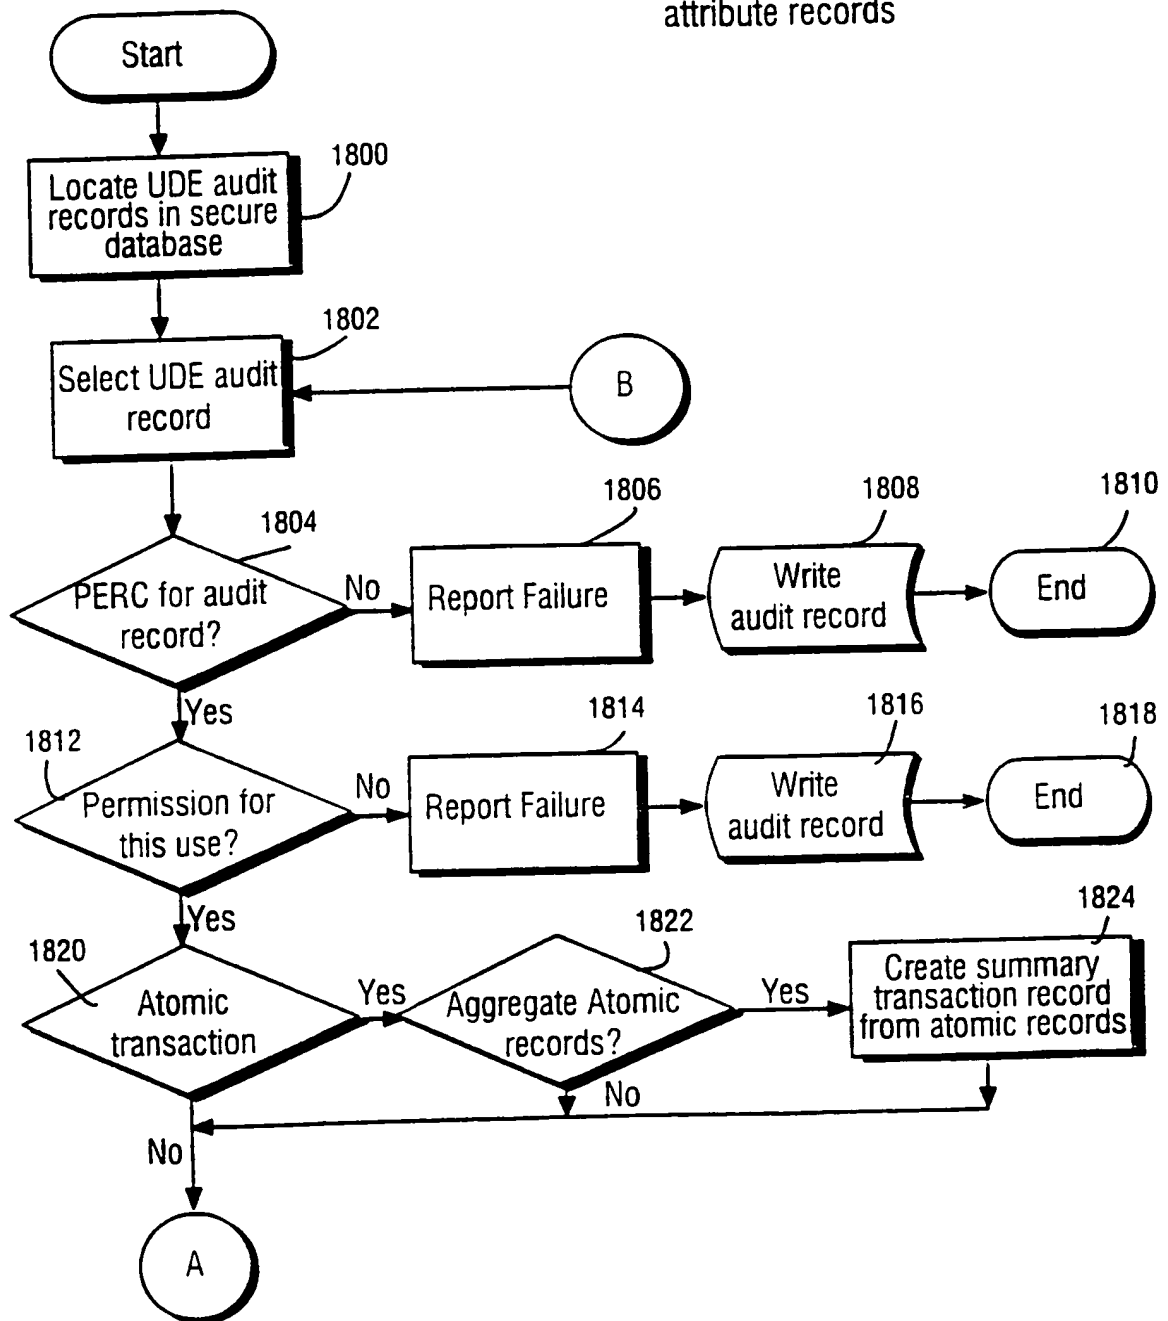 attribute records
Start
1800
Locate UDE audit
records in secure
database
1802
Select UDE audit
record
B
1804
PERC for audit
record?
No
1806
Report Failure
1808
Write
audit record
1810
End
Yes
1812
Permission for
this use?
No
1814
Report Failure
1816
Write
audit record
1818
End
Yes
1820
Atomic
transaction
Yes
1822
Aggregate Atomic
records?
Yes
1824
Create summary
transaction record
from atomic records
No
No
A